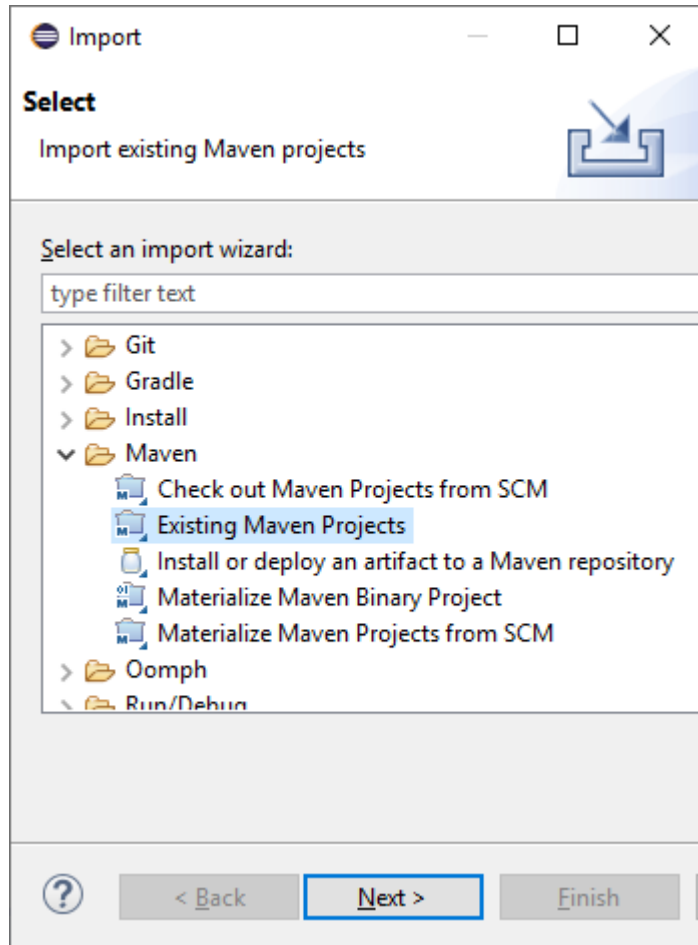 Import
Select
Import existing Maven projects
Select an import wizard:
type filter text
Git
Gradle
Install
Maven
Check out Maven Projects from SCM
Existing Maven Projects
Install or deploy an artifact to a Maven repository
Materialize Maven Binary Project
Materialize Maven Projects from SCM
Oomph
Run/Debug
< Back Next > Finish